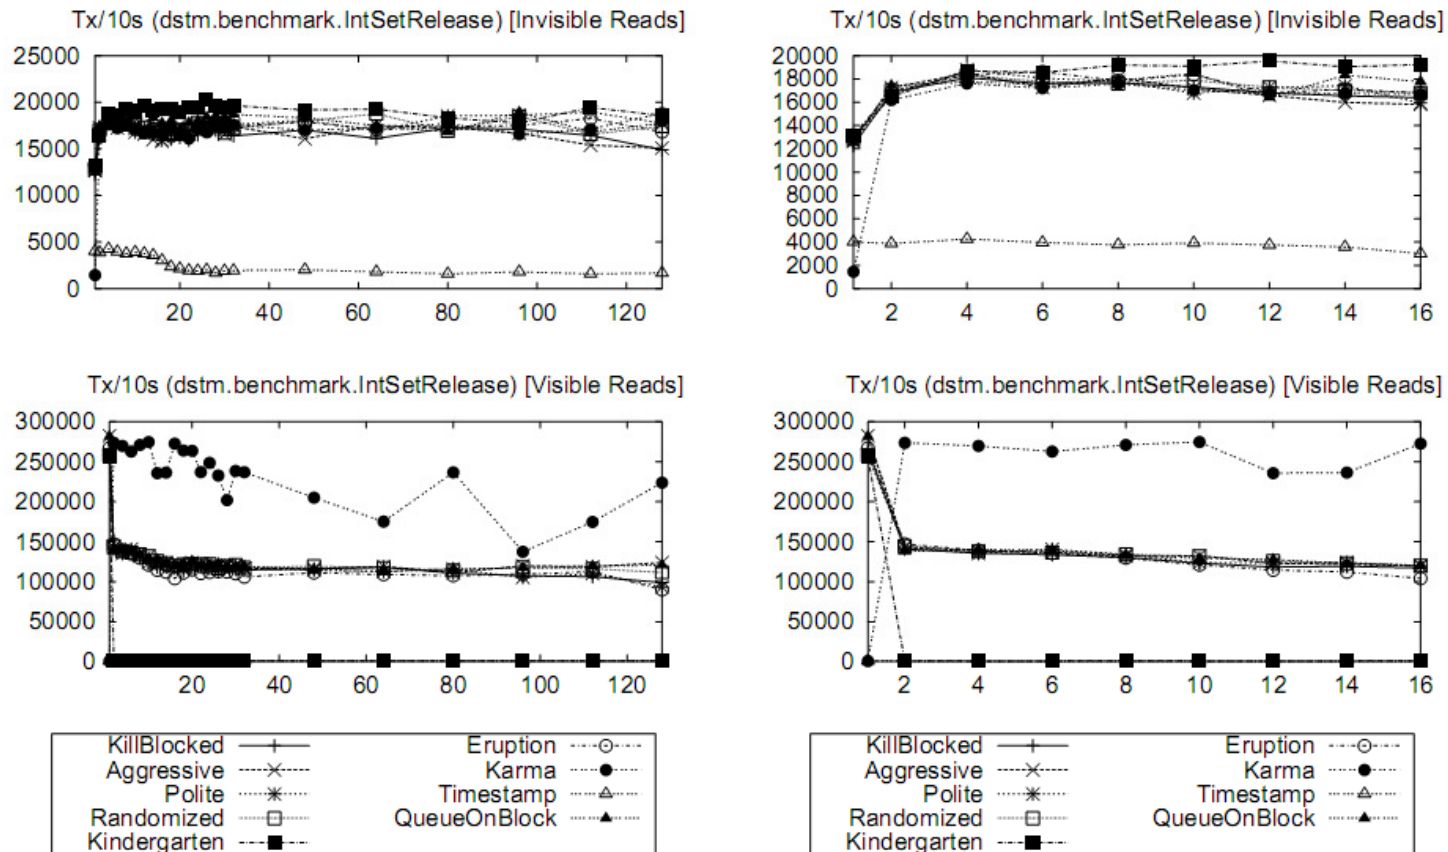 Tx/10s (dstm.benchmark.IntSetRelease) [Invisible Reads]
25000
20000
15000
10000
5000
0
20 40 60 80 100 120
Tx/10s (dstm.benchmark.IntSetRelease) [Invisible Reads]
20000
18000
16000
14000
12000
10000
8000
6000
4000
2000
0
2 4 6 8 10 12 14 16
Tx/10s (dstm.benchmark.IntSetRelease) [Visible Reads]
300000
250000
200000
150000
100000
50000
0
20 40 60 80 100 120
Tx/10s (dstm.benchmark.IntSetRelease) [Visible Reads]
300000
250000
200000
150000
100000
50000
0
2 4 6 8 10 12 14 16
KillBlocked Eruption
Aggressive Karma
Polite Timestamp
Randomized QueueOnBlock
Kindergarten
KillBlocked Eruption
Aggressive Karma
Polite Timestamp
Randomized QueueOnBlock
Kindergarten